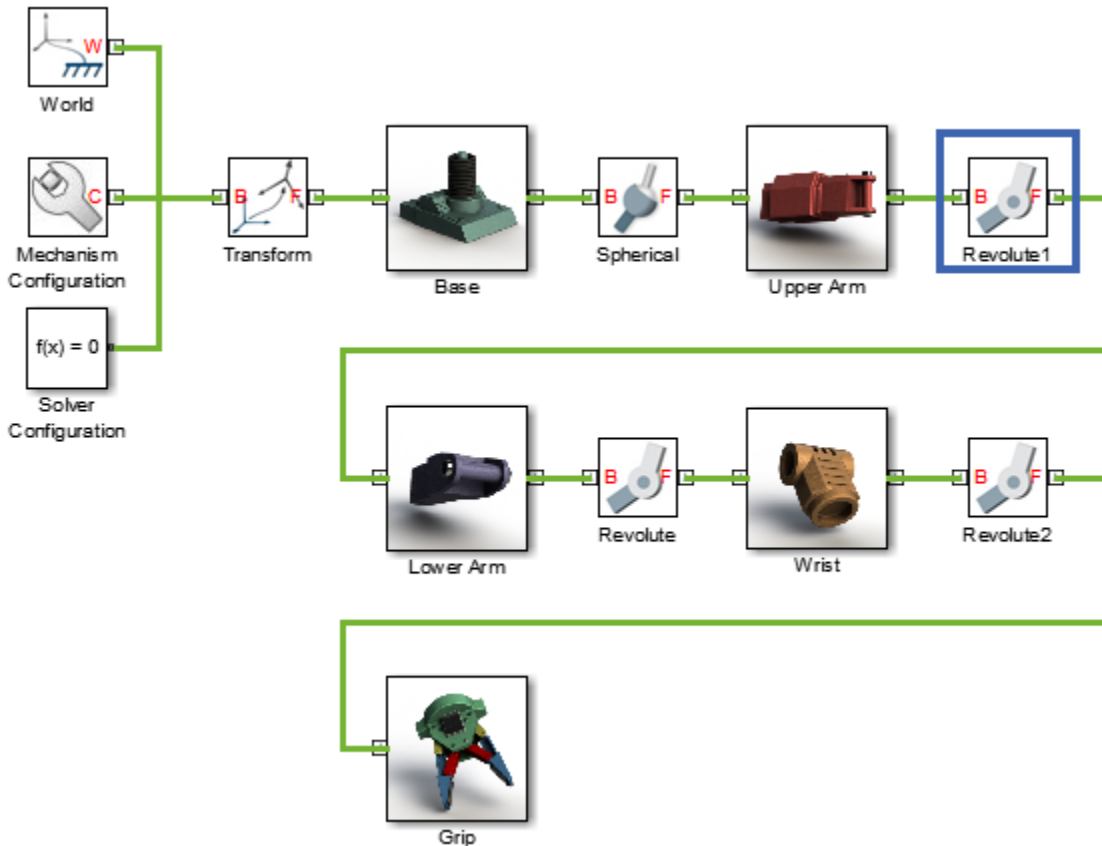 W
World
C
Mechanism
Configuration
f(x) = 0
Solver
Configuration
B F
Transform
Base
B F
Spherical
Upper Arm
B F
Revolute1
Lower Arm
B F
Revolute
Wrist
B F
Revolute2
Grip